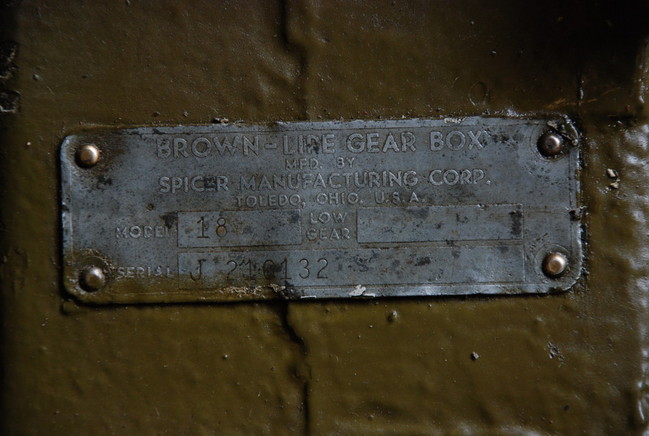 BROWN-LIPE GEAR BOX
MFD. BY
SPICER MANUFACTURING CORP.
TOLEDO, OHIO, U.S.A.
MODEL 18 LOW GEAR
SERIAL J 216132